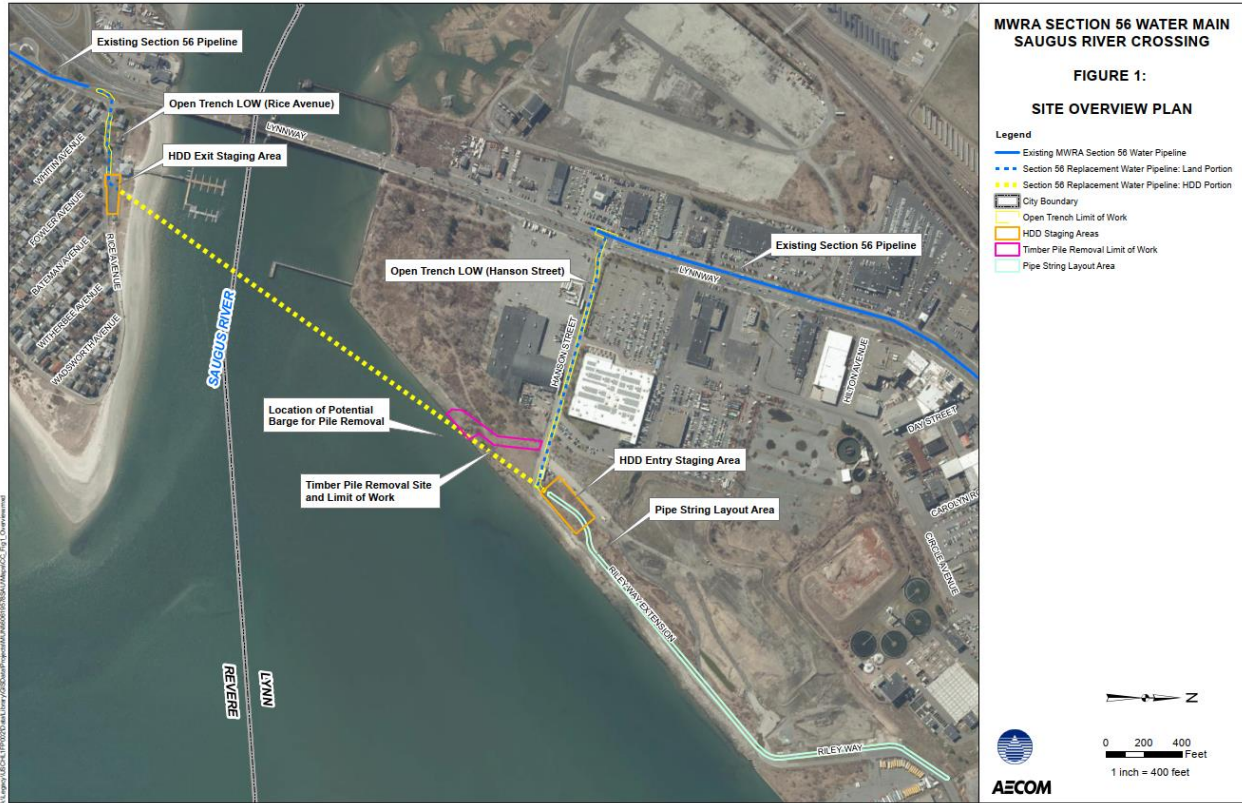 MWRA SECTION 56 WATER MAIN
SAUGUS RIVER CROSSING
FIGURE 1:
SITE OVERVIEW PLAN
Legend
Existing MWRA Section 56 Water Pipeline
Section 56 Replacement Water Pipeline: Land Portion
Section 56 Replacement Water Pipeline: HDD Portion
City Boundary
Open Trench Limit of Work
HDD Staging Areas
Timber Pile Removal Limit of Work
Pipe String Layout Area
Existing Section 56 Pipeline
Open Trench LOW (Rice Avenue)
LYNNWAY
WHITIN AVENUE
HDD Exit Staging Area
FOWLER AVENUE
RICE AVENUE
BATEMAN AVENUE
WITHERBEE AVENUE
WADSWORTH AVENUE
SAUGUS RIVER
Existing Section 56 Pipeline
LYNNWAY
Open Trench LOW (Hanson Street)
HANSON STREET
HILTON AVENUE
DAY STREET
Location of Potential
Barge for Pile Removal
HDD Entry Staging Area
Timber Pile Removal Site
and Limit of Work
Pipe String Layout Area
CIRCLE AVENUE
RILEY WAY EXTENSION
REVERE
LYNN
RILEY WAY
N
0 200 400
Feet
1 inch = 400 feet
AECOM